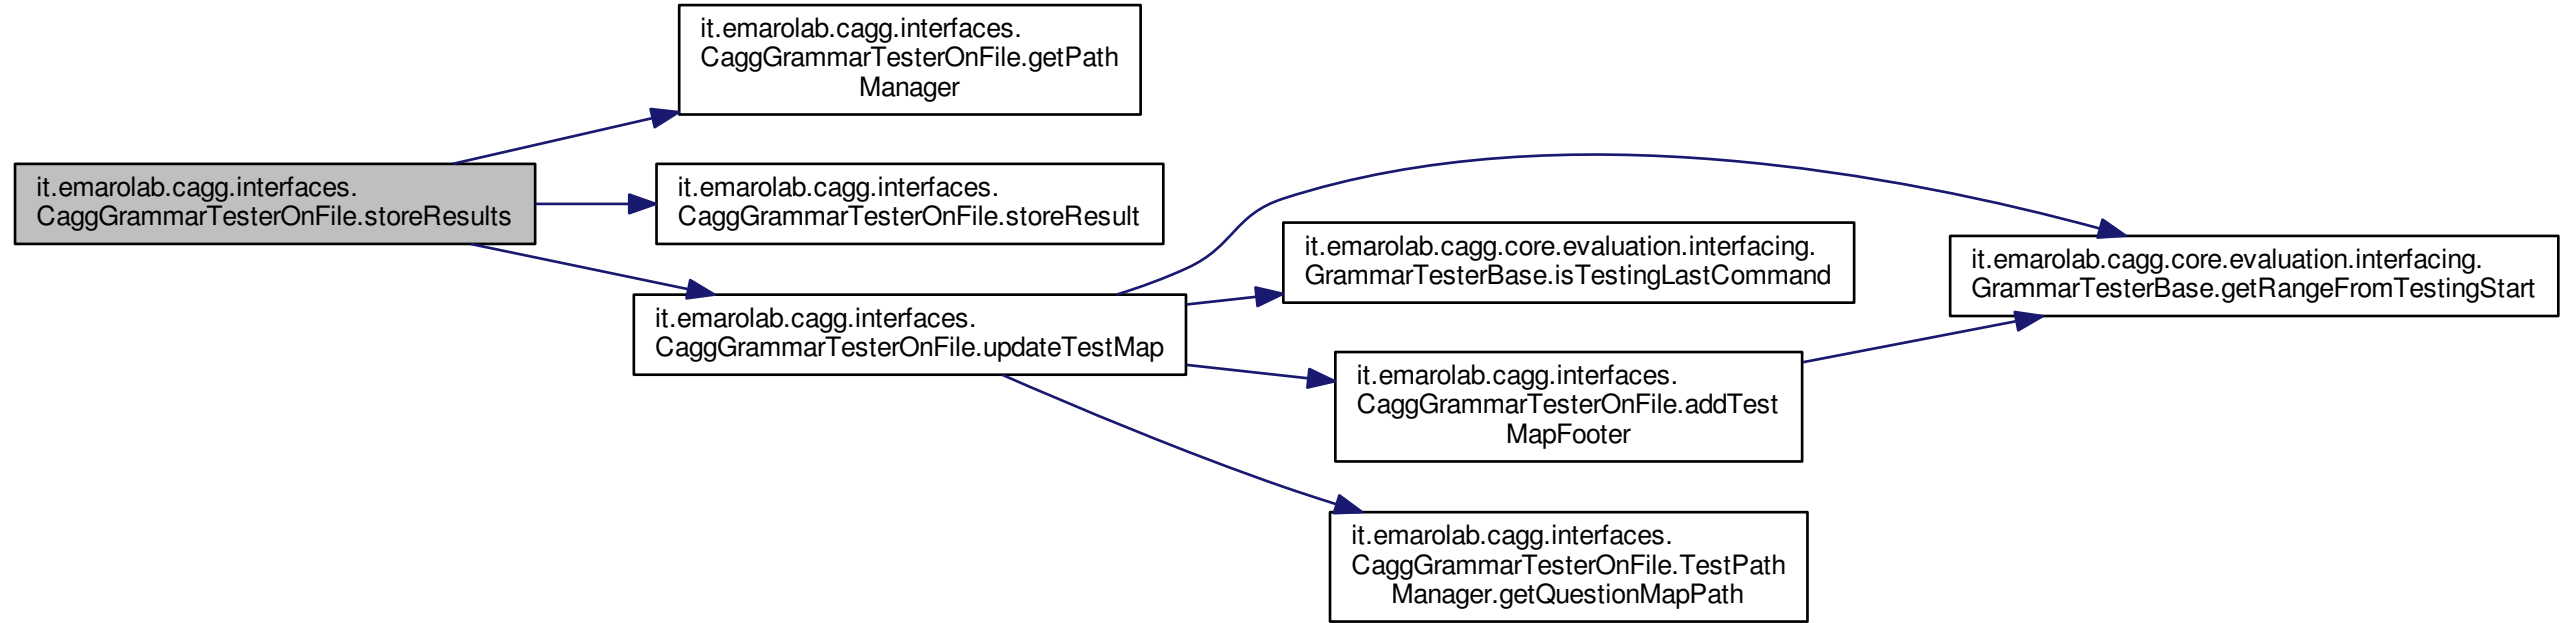 it.emarolab.cagg.interfaces.
CaggGrammarTesterOnFile.getPath
Manager
it.emarolab.cagg.interfaces.
CaggGrammarTesterOnFile.storeResults
it.emarolab.cagg.interfaces.
CaggGrammarTesterOnFile.storeResult
it.emarolab.cagg.interfaces.
CaggGrammarTesterOnFile.updateTestMap
it.emarolab.cagg.core.evaluation.interfacing.
GrammarTesterBase.isTestingLastCommand
it.emarolab.cagg.core.evaluation.interfacing.
GrammarTesterBase.getRangeFromTestingStart
it.emarolab.cagg.interfaces.
CaggGrammarTesterOnFile.addTest
MapFooter
it.emarolab.cagg.interfaces.
CaggGrammarTesterOnFile.TestPath
Manager.getQuestionMapPath